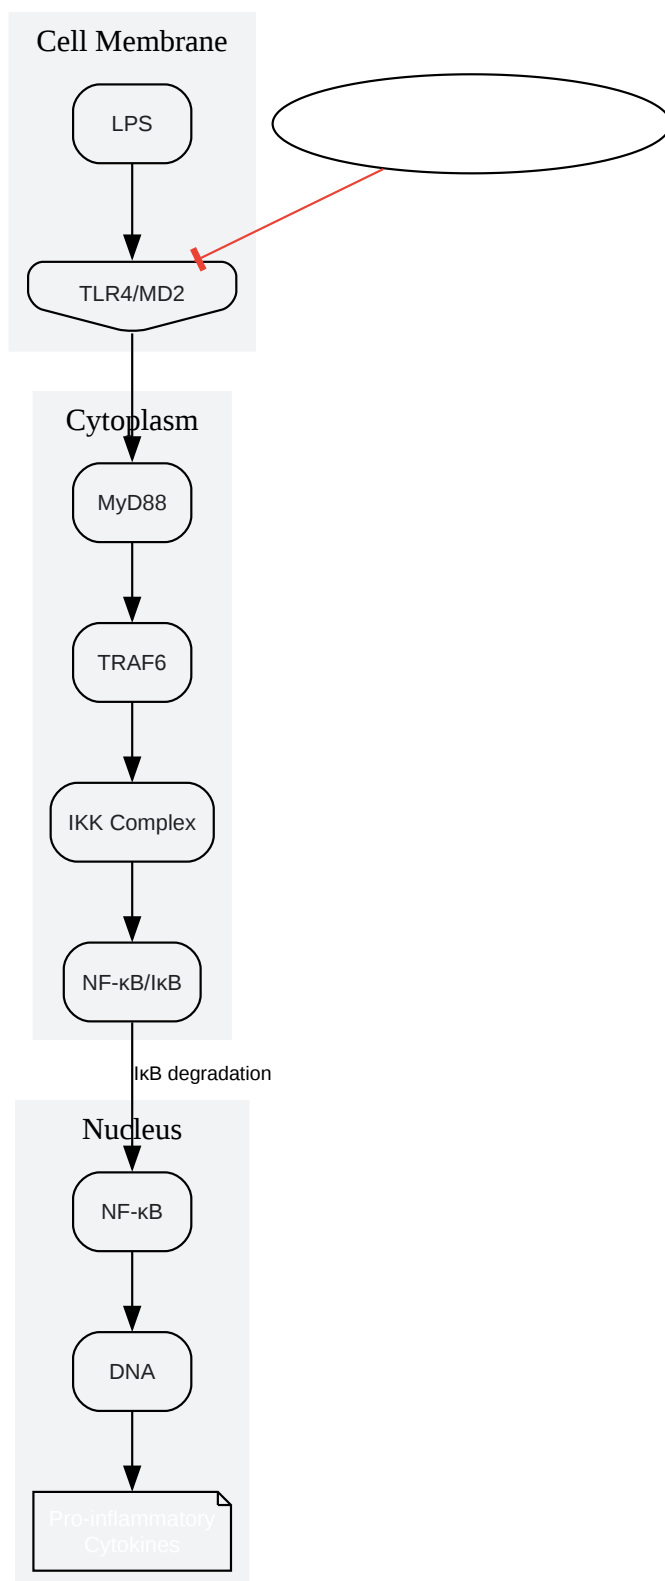 Cell Membrane
LPS
TLR4/MD2
Cytoplasm
MyD88
TRAF6
IKK Complex
NF-κB/IκB
IκB degradation
Nucleus
NF-κB
DNA
Pro-inflammatory
Cytokines